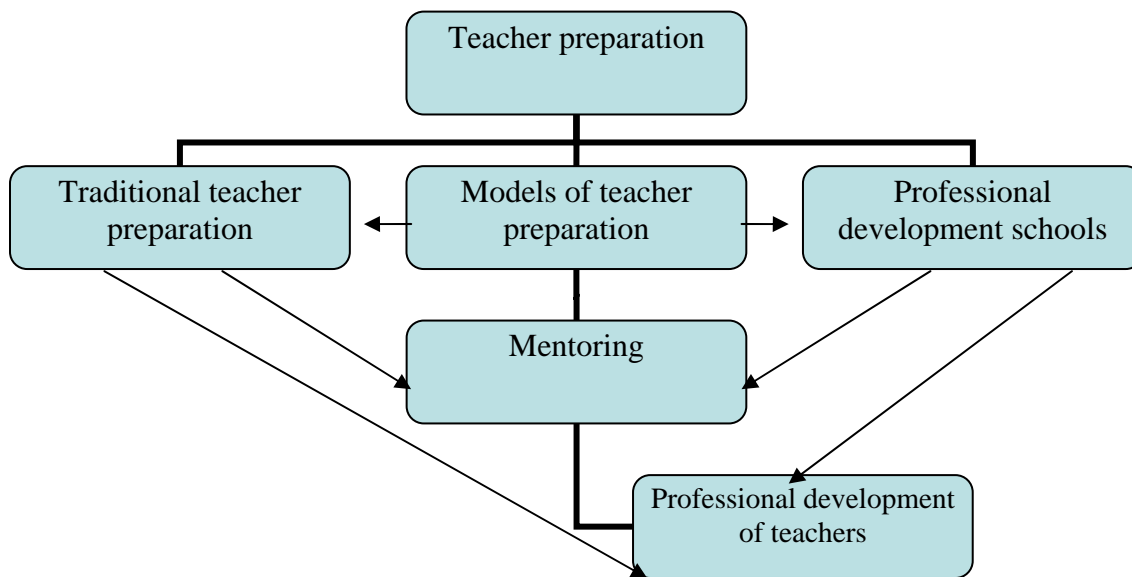 Teacher preparation
Traditional teacher
preparation
Models of teacher
preparation
Professional
development schools
Mentoring
Professional development
of teachers